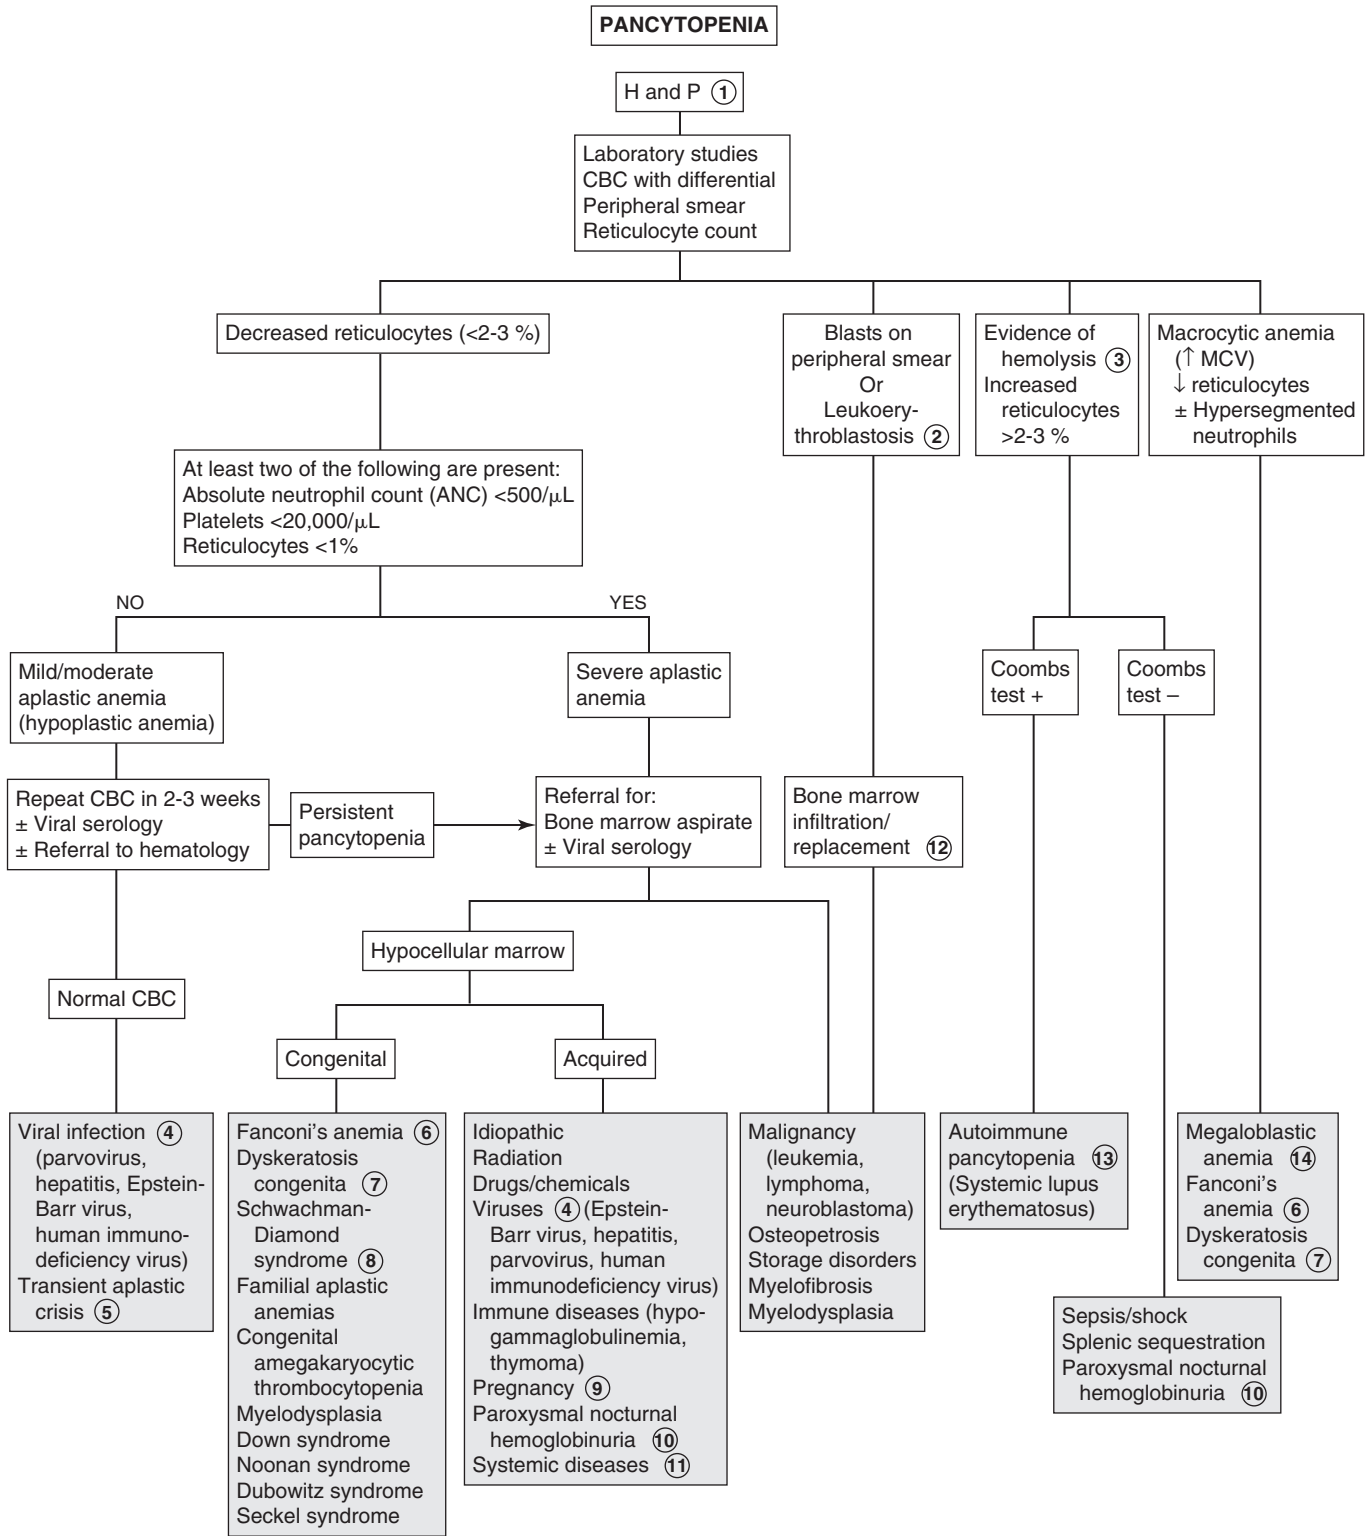 PANCYTOPENIA
H and P 1
Laboratory studies
CBC with differential
Peripheral smear
Reticulocyte count
Decreased reticulocytes (<2-3 %)
Blasts on
peripheral smear
Or
Leukoery-
throblastosis 2
Evidence of
hemolysis 3
Increased
reticulocytes
>2-3 %
Macrocytic anemia
(↑ MCV)
↓ reticulocytes
± Hypersegmented
neutrophils
At least two of the following are present:
Absolute neutrophil count (ANC) <500/μL
Platelets <20,000/μL
Reticulocytes <1%
NO
YES
Mild/moderate
aplastic anemia
(hypoplastic anemia)
Severe aplastic
anemia
Coombs
test +
Coombs
test –
Repeat CBC in 2-3 weeks
± Viral serology
± Referral to hematology
Persistent
pancytopenia
Referral for:
Bone marrow aspirate
± Viral serology
Bone marrow
infiltration/
replacement 12
Hypocellular marrow
Normal CBC
Congenital
Acquired
Viral infection 4
(parvovirus,
hepatitis, Epstein-
Barr virus,
human immuno-
deficiency virus)
Transient aplastic
crisis 5
Fanconi's anemia 6
Dyskeratosis
congenita 7
Schwachman-
Diamond
syndrome 8
Familial aplastic
anemias
Congenital
amegakaryocytic
thrombocytopenia
Myelodysplasia
Down syndrome
Noonan syndrome
Dubowitz syndrome
Seckel syndrome
Idiopathic
Radiation
Drugs/chemicals
Viruses 4 (Epstein-
Barr virus, hepatitis,
parvovirus, human
immunodeficiency virus)
Immune diseases (hypo-
gammaglobulinemia,
thymoma)
Pregnancy 9
Paroxysmal nocturnal
hemoglobinuria 10
Systemic diseases 11
Malignancy
(leukemia,
lymphoma,
neuroblastoma)
Osteopetrosis
Storage disorders
Myelofibrosis
Myelodysplasia
Autoimmune
pancytopenia 13
(Systemic lupus
erythematosus)
Sepsis/shock
Splenic sequestration
Paroxysmal nocturnal
hemoglobinuria 10
Megaloblastic
anemia 14
Fanconi's
anemia 6
Dyskeratosis
congenita 7